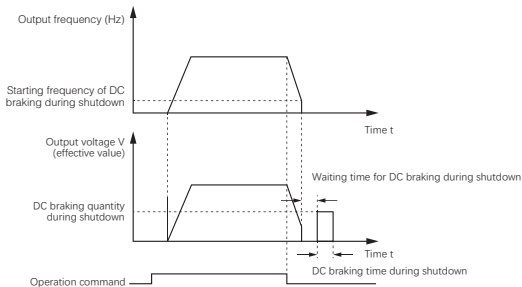 Output frequency (Hz)
Starting frequency of DC
braking during shutdown
Time t
Output voltage V
(effective value)
Waiting time for DC braking during shutdown
DC braking quantity
during shutdown
Time t
DC braking time during shutdown
Operation command